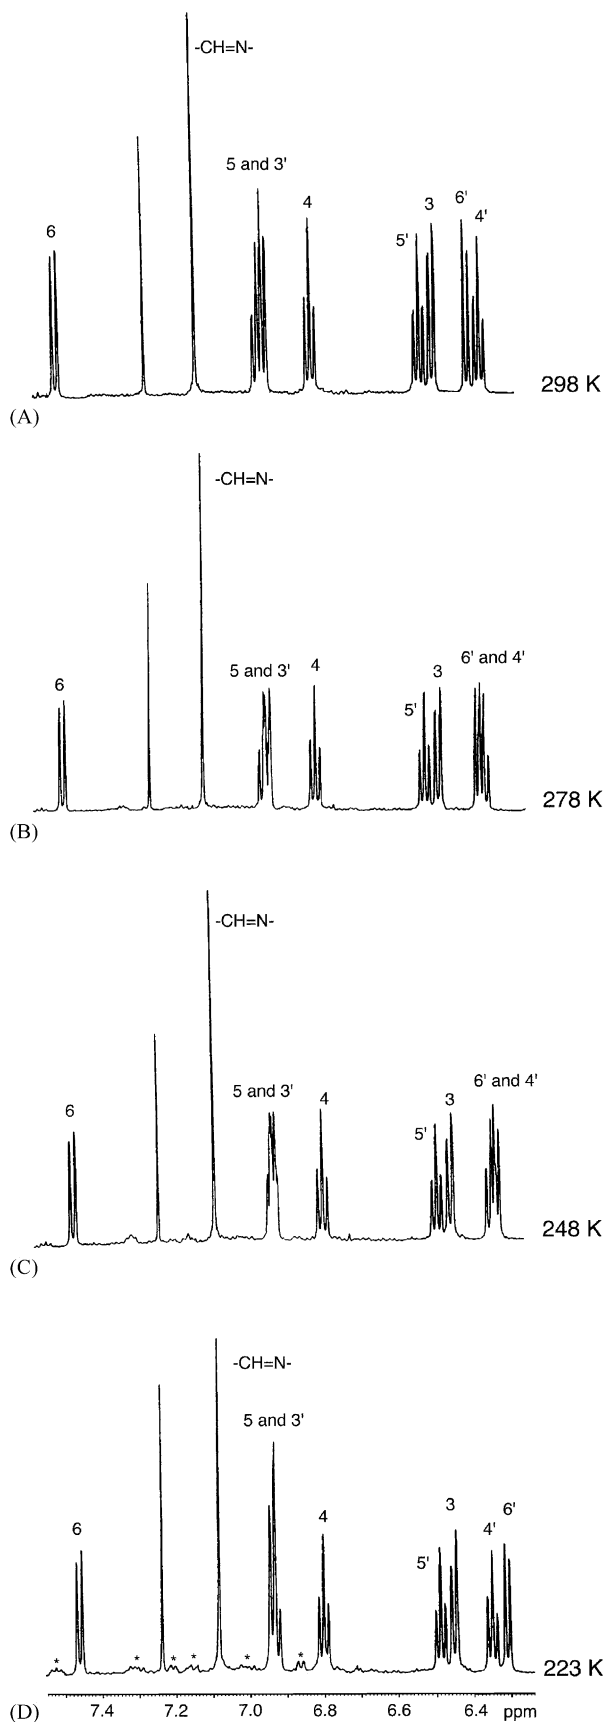 -CH=N-
5 and 3'
6
4
5'
3
6'
4'
298 K
(A)
-CH=N-
6
5 and 3'
4
5'
3
6' and 4'
278 K
(B)
-CH=N-
6
5 and 3'
4
5'
3
6' and 4'
248 K
(C)
-CH=N-
5 and 3'
6
4
5'
3
4'
6'
* * * * * *
223 K
(D)
7.4 7.2 7.0 6.8 6.6 6.4 ppm